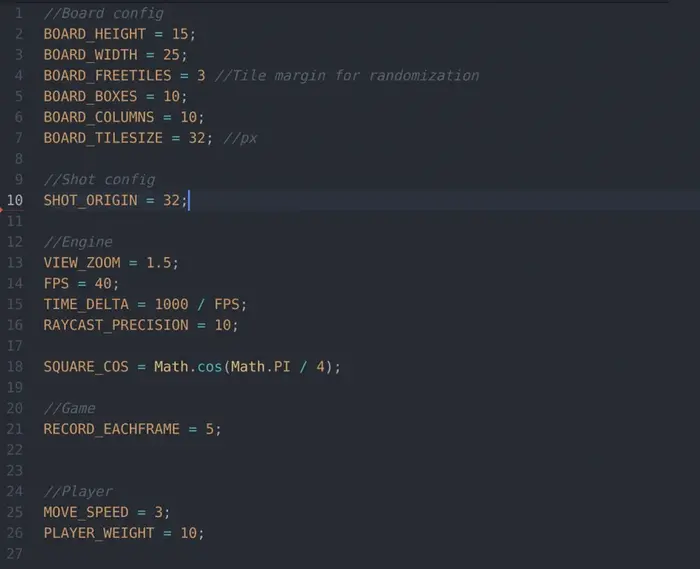 1 //Board config
2 BOARD_HEIGHT = 15;
3 BOARD_WIDTH = 25;
4 BOARD_FREETILES = 3 //Tile margin for randomization
5 BOARD_BOXES = 10;
6 BOARD_COLUMNS = 10;
7 BOARD_TILESIZE = 32; //px
8
9 //Shot config
10 SHOT_ORIGIN = 32;
11
12 //Engine
13 VIEW_ZOOM = 1.5;
14 FPS = 40;
15 TIME_DELTA = 1000 / FPS;
16 RAYCAST_PRECISION = 10;
17
18 SQUARE_COS = Math.cos(Math.PI / 4);
19
20 //Game
21 RECORD_EACHFRAME = 5;
22
23
24 //Player
25 MOVE_SPEED = 3;
26 PLAYER_WEIGHT = 10;
27